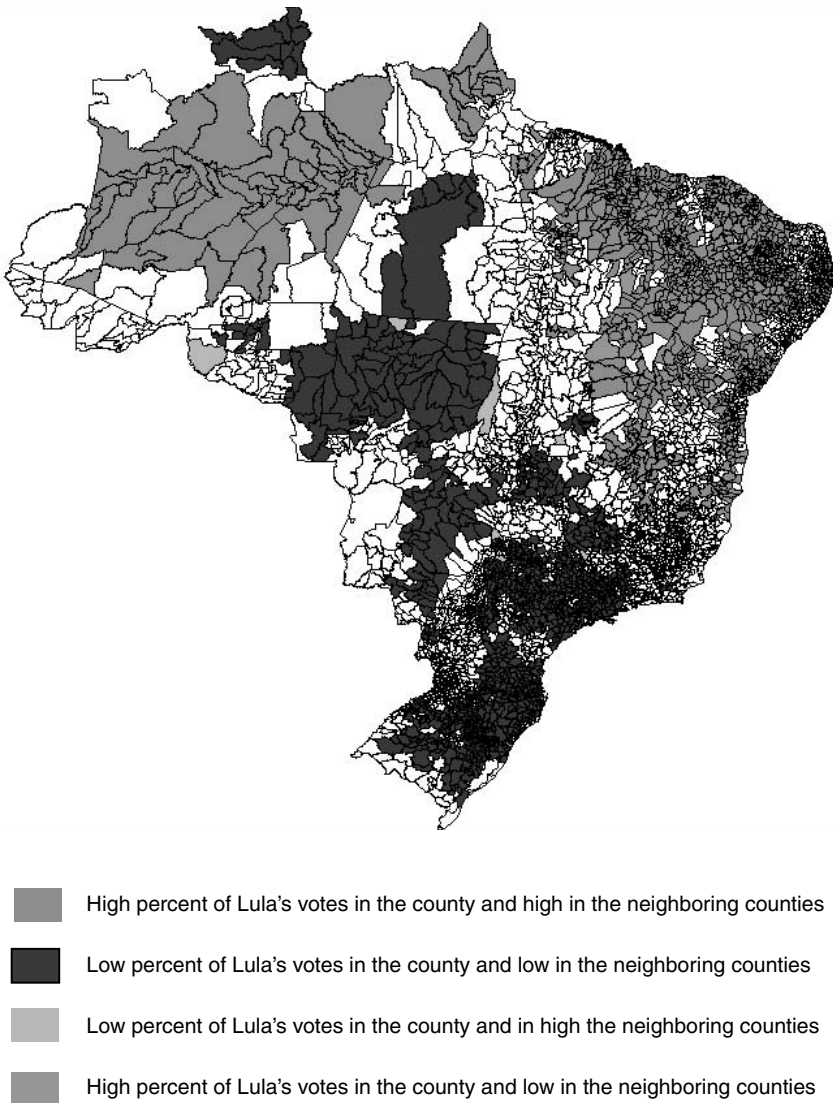 High percent of Lula’s votes in the county and high in the neighboring counties
Low percent of Lula’s votes in the county and low in the neighboring counties
Low percent of Lula’s votes in the county and in high the neighboring counties
High percent of Lula’s votes in the county and low in the neighboring counties